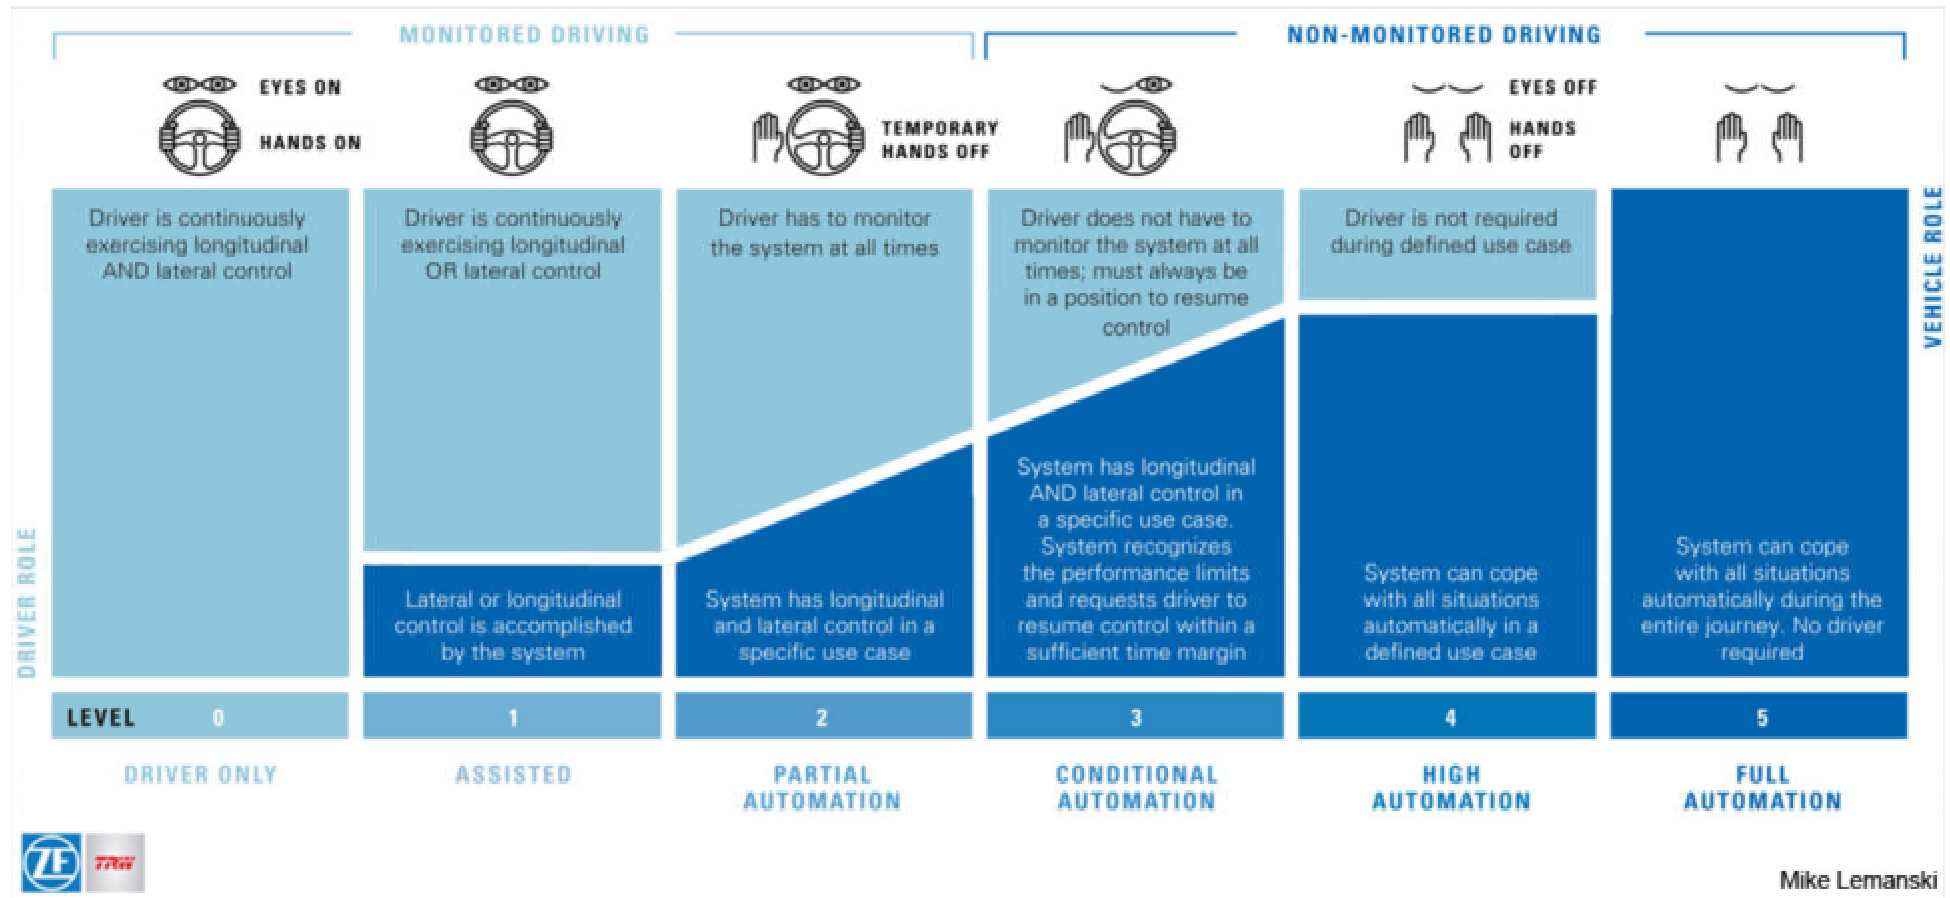 MONITORED DRIVING
NON-MONITORED DRIVING
EYES ON
HANDS ON
TEMPORARY
HANDS OFF
EYES OFF
HANDS
OFF
Driver is continuously
exercising longitudinal
AND lateral control
Driver is continuously
exercising longitudinal
OR lateral control
Driver has to monitor
the system at all times
Driver does not have to
monitor the system at all
times; must always be
in a position to resume
control
Driver is not required
during defined use case
VEHICLE ROLE
DRIVER ROLE
Lateral or longitudinal
control is accomplished
by the system
System has longitudinal
and lateral control in a
specific use case
System has longitudinal
AND lateral control in
a specific use case.
System recognizes
the performance limits
and requests driver to
resume control within a
sufficient time margin
System can cope
with all situations
automatically in a
defined use case
System can cope
with all situations
automatically during the
entire journey. No driver
required
LEVEL 0 1 2 3 4 5
DRIVER ONLY
ASSISTED
PARTIAL
AUTOMATION
CONDITIONAL
AUTOMATION
HIGH
AUTOMATION
FULL
AUTOMATION
ZF
TRW
Mike Lemanski